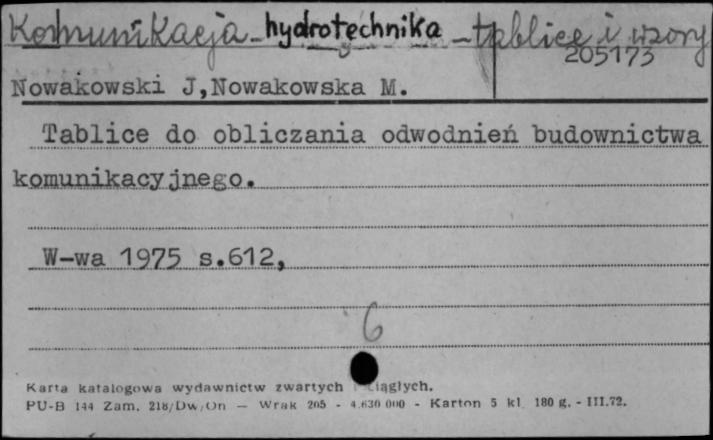 Komunikacja - hydrotechnika - tablice i wzory
205173
Nowakowski J,Nowakowska M.
Tablice do obliczania odwodnień budownictwa
komunikacyjnego.
W-wa 1975 s.612,
6
Karta katalogowa wydawnictw zwartych i ciągłych.
PU-B 144 Zam. 218/Dw/On — Wrak 205 - 4.630 000 - Karton 5 kl. 180 g. - III.72.